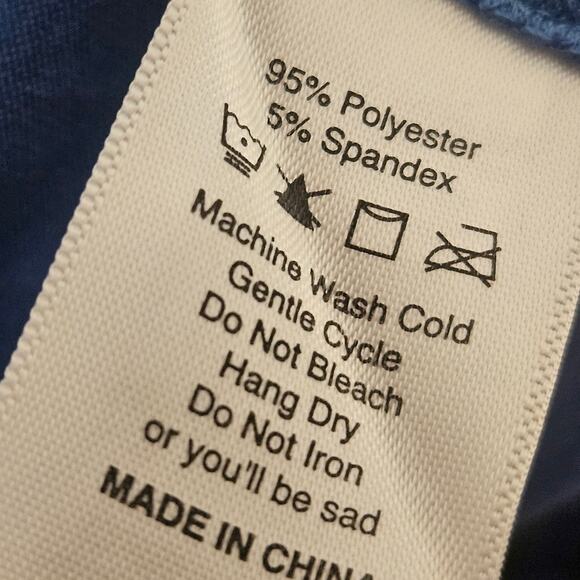 95% Polyester
5% Spandex
Machine Wash Cold
Gentle Cycle
Do Not Bleach
Hang Dry
Do Not Iron
or you'll be sad
MADE IN CHINA